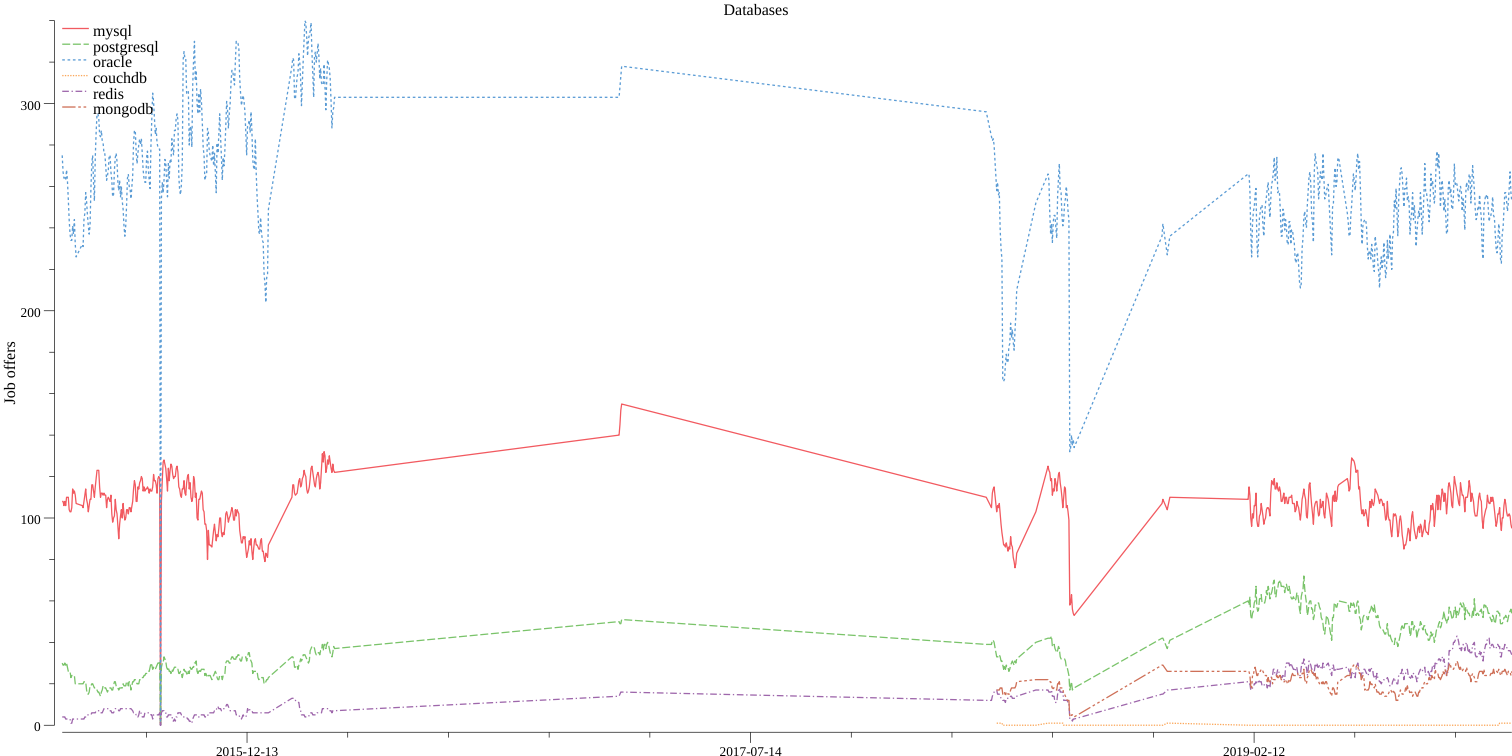 Databases
mysql
postgresql
oracle
couchdb
redis
mongodb
Job offers
300
200
100
0
2015-12-13
2017-07-14
2019-02-12